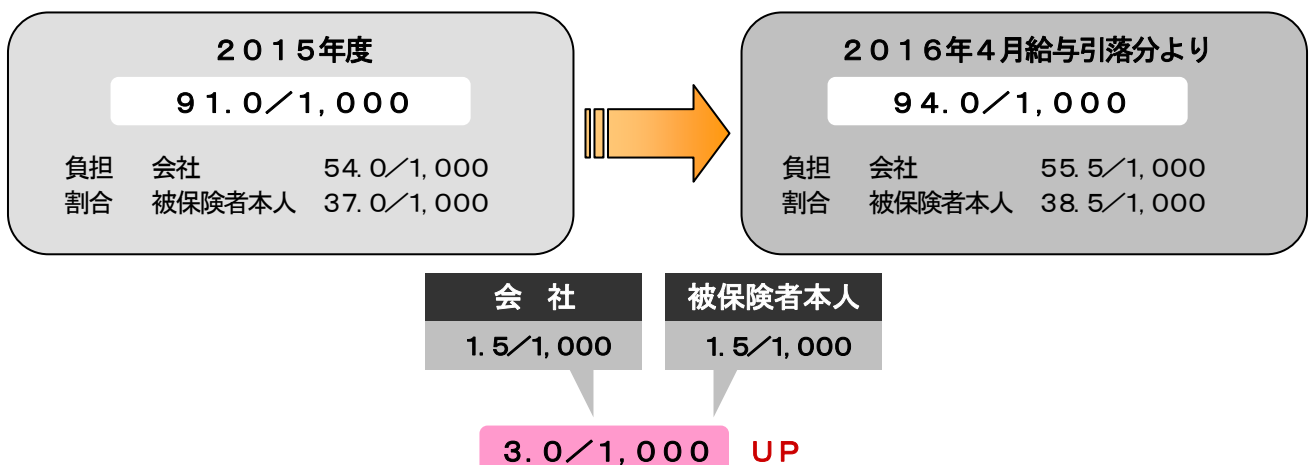 ２０１５年度
９１.０／１,０００
負担 会社 54.0／1,000
割合 被保険者本人 37.0／1,000
２０１６年４月給与引落分より
９４.０／１,０００
負担 会社 55.5／1,000
割合 被保険者本人 38.5／1,000
会　社
1.5／1,000
被保険者本人
1.5／1,000
３.０／１,０００ ＵＰ